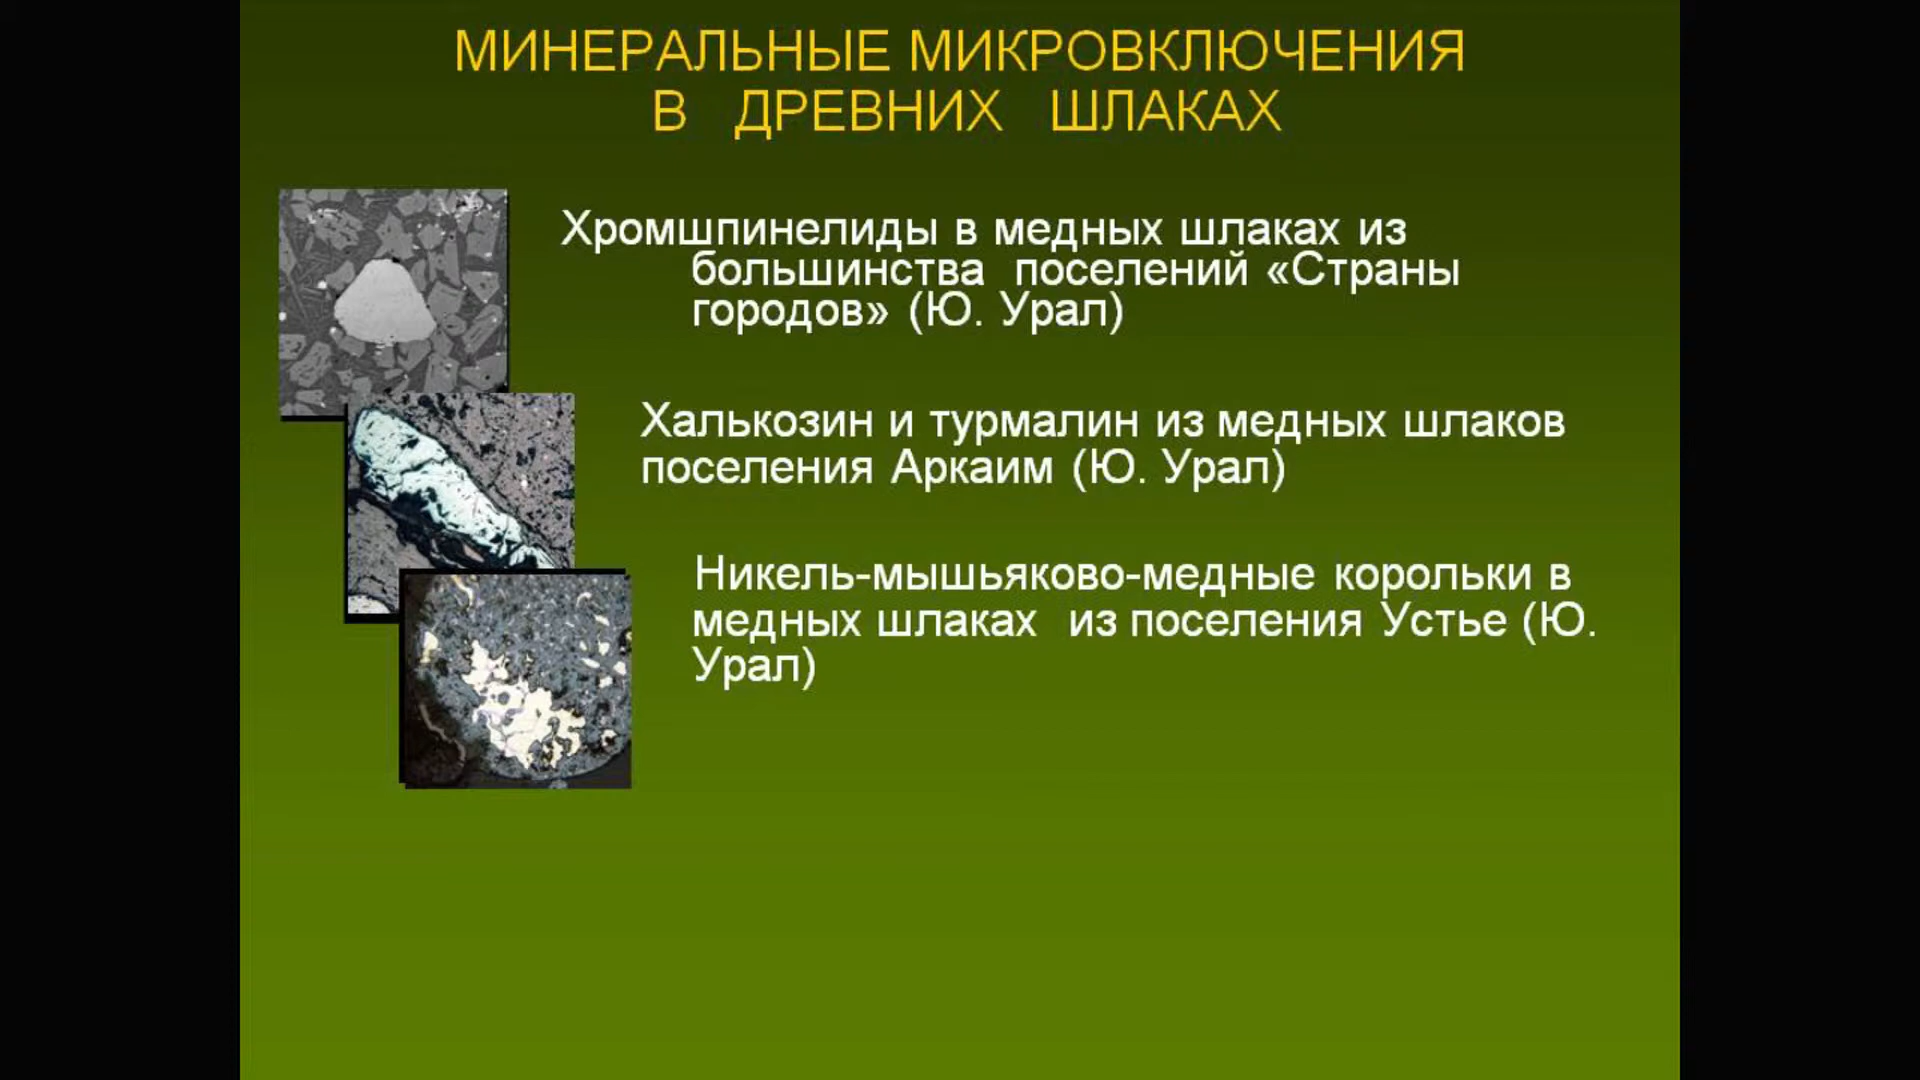 МИНЕРАЛЬНЫЕ МИКРОВКЛЮЧЕНИЯ
В ДРЕВНИХ ШЛАКАХ
Хромшпинелиды в медных шлаках из
большинства поселений «Страны
городов» (Ю. Урал)
Халькозин и турмалин из медных шлаков
поселения Аркаим (Ю. Урал)
Никель-мышьяково-медные корольки в
медных шлаках из поселения Устье (Ю.
Урал)